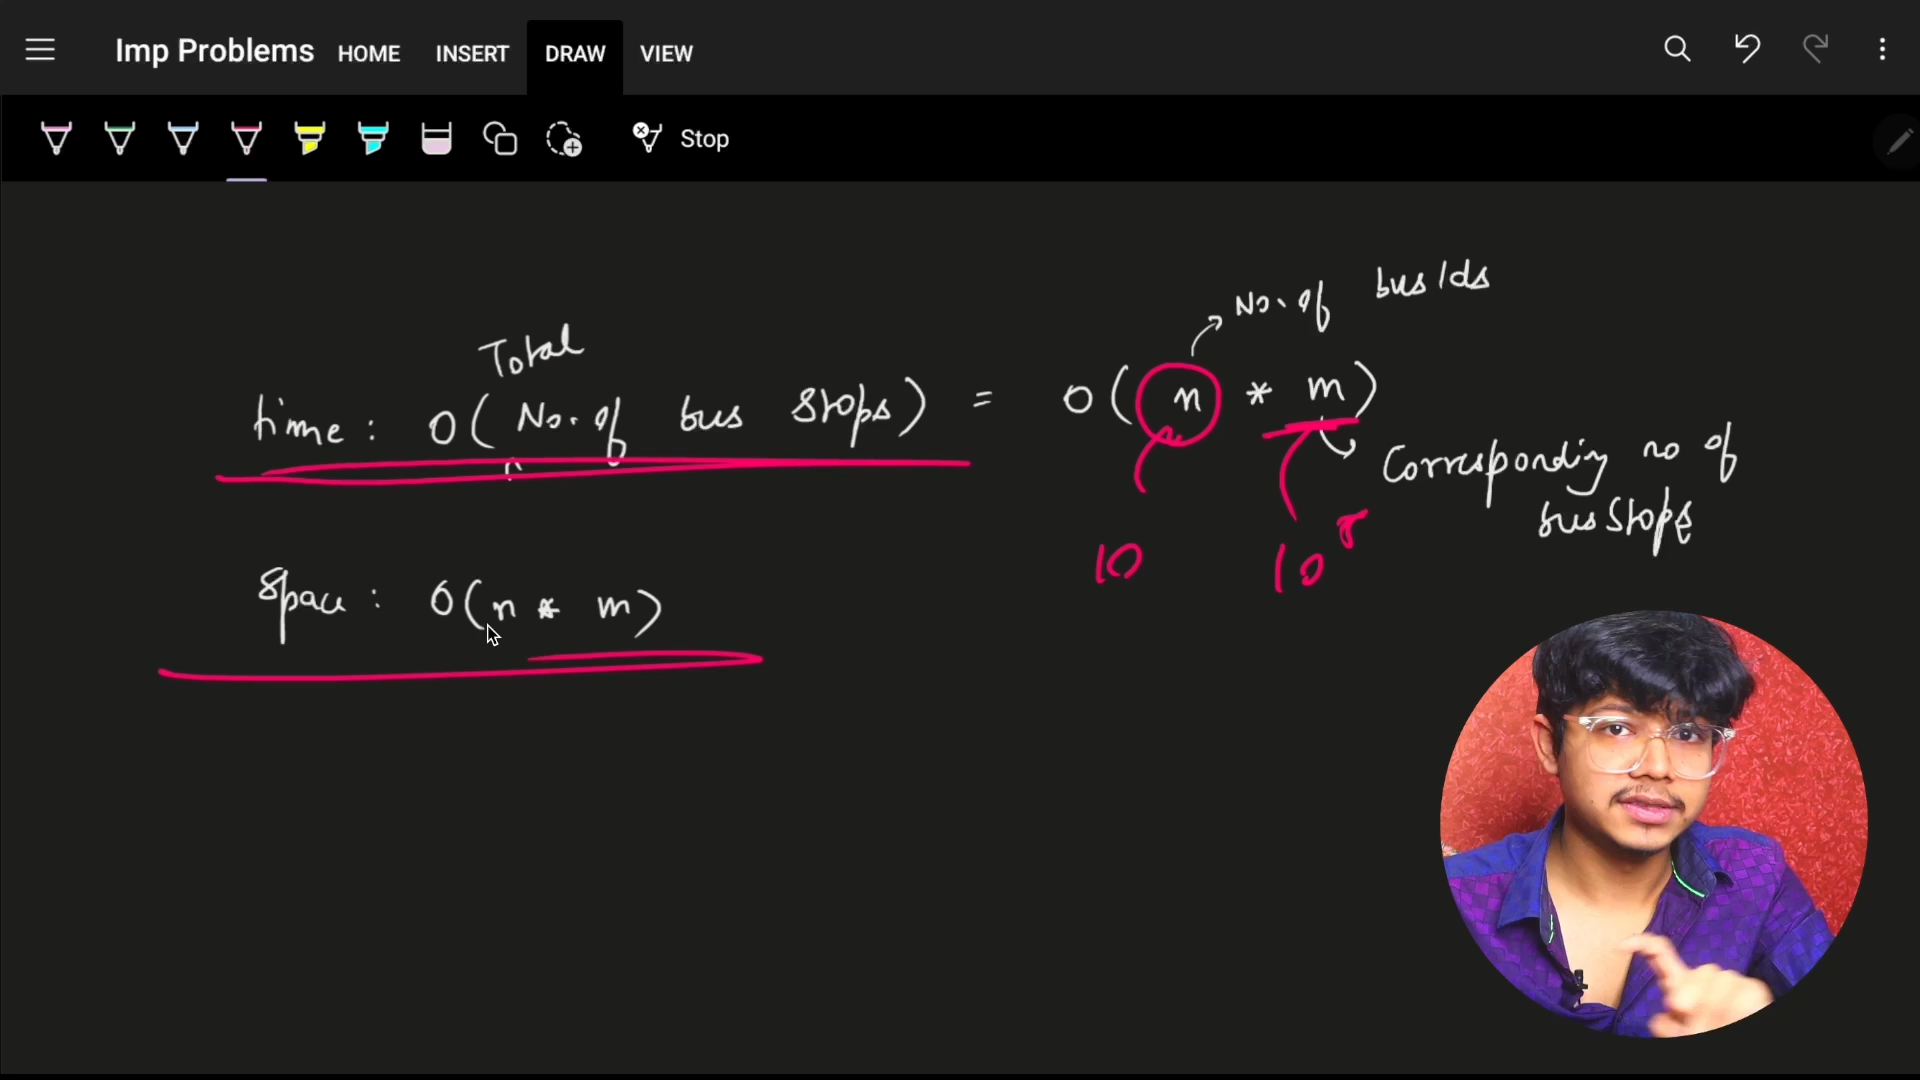 Imp Problems HOME INSERT DRAW VIEW
Stop
No. of bus Ids
Total
time : O( No. of bus stops) = O( n * m)
Corresponding no of
bus Stops
10 10
space : O(n * m)